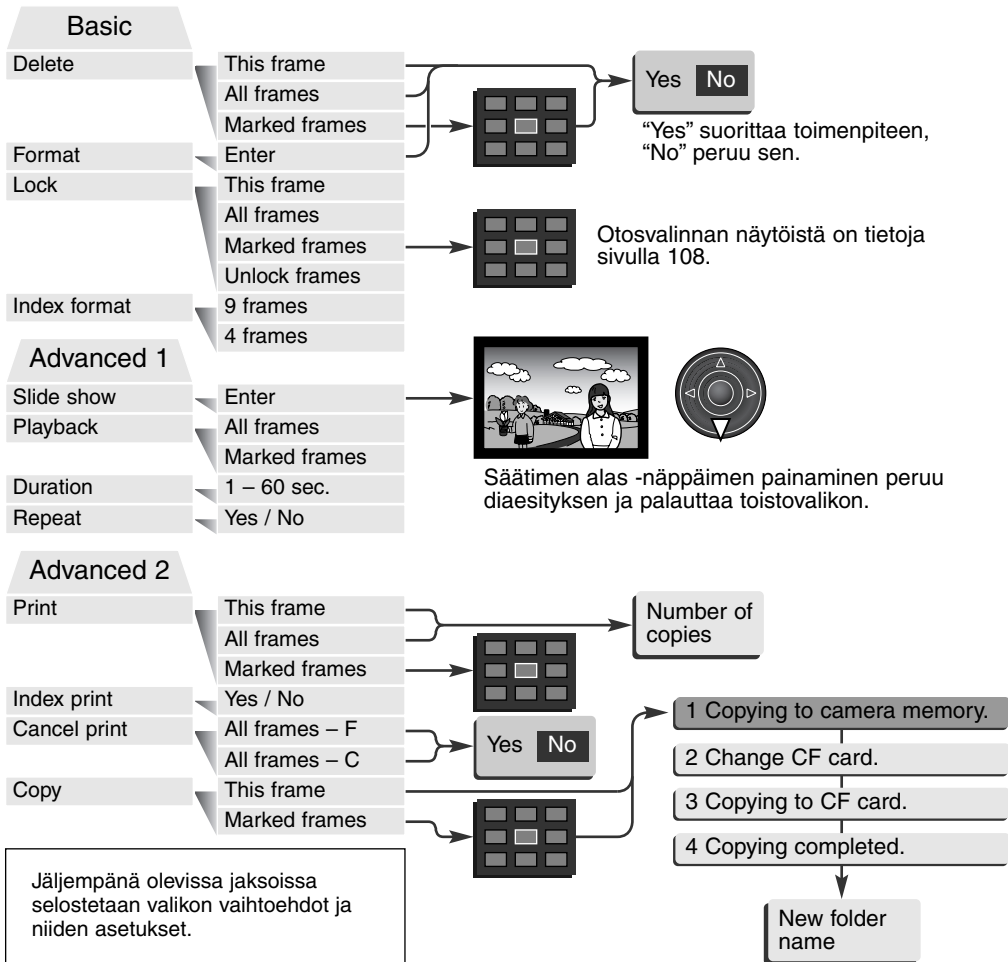 Basic
Delete
This frame
All frames
Marked frames
Yes No
“Yes” suorittaa toimenpiteen,
“No” peruu sen.
Format
Enter
Lock
This frame
All frames
Marked frames
Unlock frames
Otosvalinnan näytöistä on tietoja
sivulla 108.
Index format
9 frames
4 frames
Advanced 1
Slide show
Enter
Playback
All frames
Marked frames
Duration
1 – 60 sec.
Repeat
Yes / No
Säätimen alas -näppäimen painaminen peruu
diaesityksen ja palauttaa toistovalikon.
Advanced 2
Print
This frame
All frames
Marked frames
Number of
copies
Index print
Yes / No
Cancel print
All frames – F
All frames – C
Yes No
Copy
This frame
Marked frames
1 Copying to camera memory.
2 Change CF card.
3 Copying to CF card.
4 Copying completed.
New folder
name
Jäljempänä olevissa jaksoissa
selostetaan valikon vaihtoehdot ja
niiden asetukset.